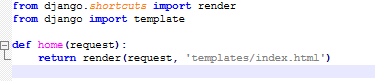 from django.shortcuts import render
from django import template
def home(request):
    return render(request, 'templates/index.html')